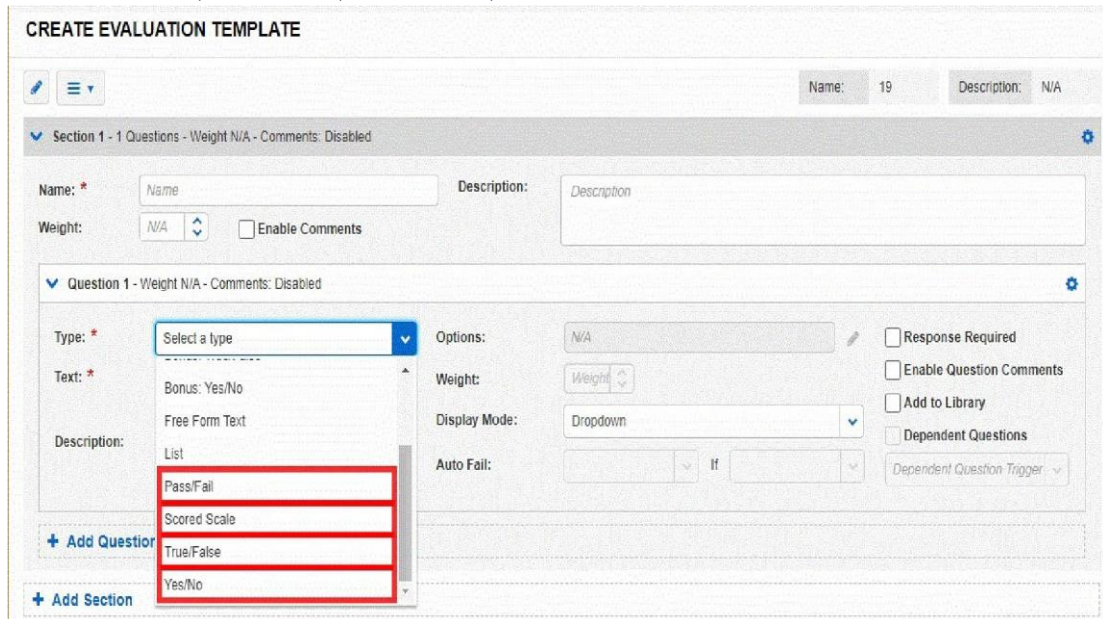 CREATE EVALUATION TEMPLATE
Name: 19 Description: N/A
Section 1 - 1 Questions - Weight N/A - Comments: Disabled
Name: * Name Description: Description
Weight: N/A Enable Comments
Question 1 - Weight N/A - Comments: Disabled
Type: * Select a type Options: N/A Response Required
Text: * Bonus: Yes/No Weight: Weight Enable Question Comments
Free Form Text Display Mode: Dropdown Add to Library
Description: List Dependent Questions
Pass/Fail Auto Fail: If Dependent Question Trigger
Scored Scale
+ Add Question True/False
Yes/No
+ Add Section